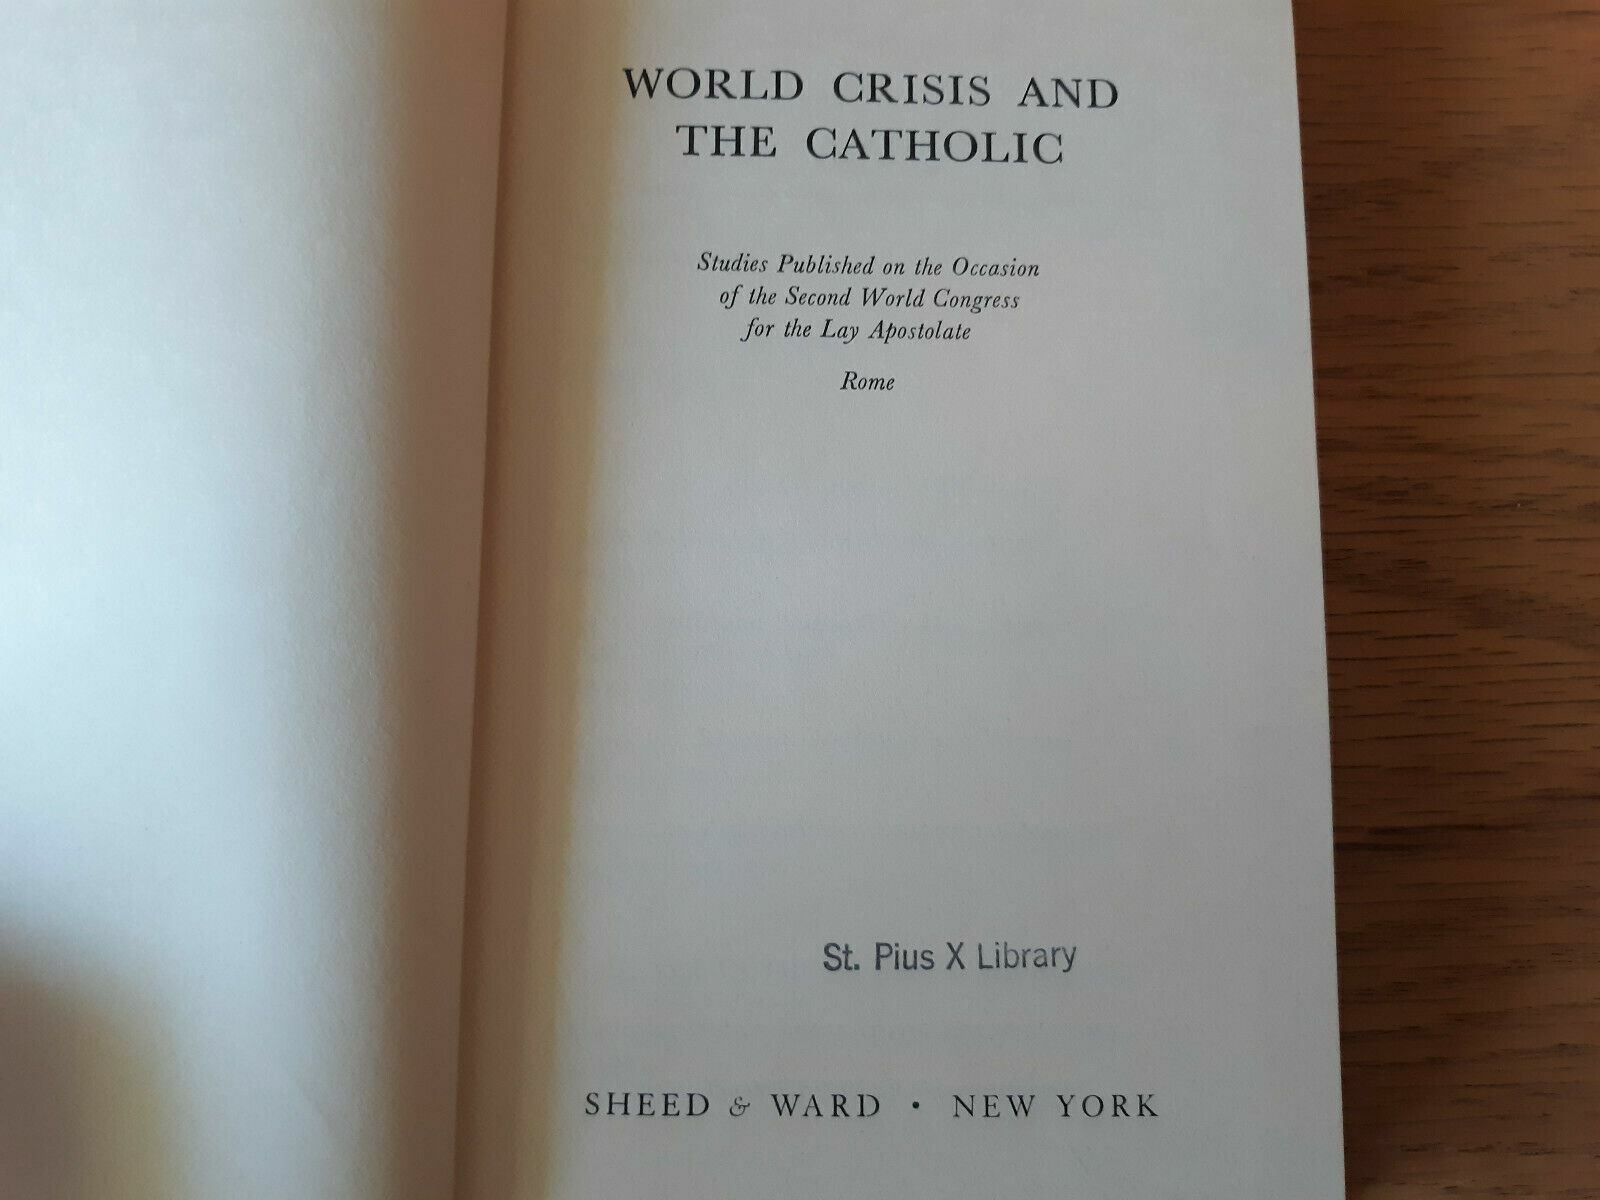 WORLD CRISIS AND
THE CATHOLIC
Studies Published on the Occasion
of the Second World Congress
for the Lay Apostolate
Rome
St. Pius X Library
SHEED & WARD · NEW YORK